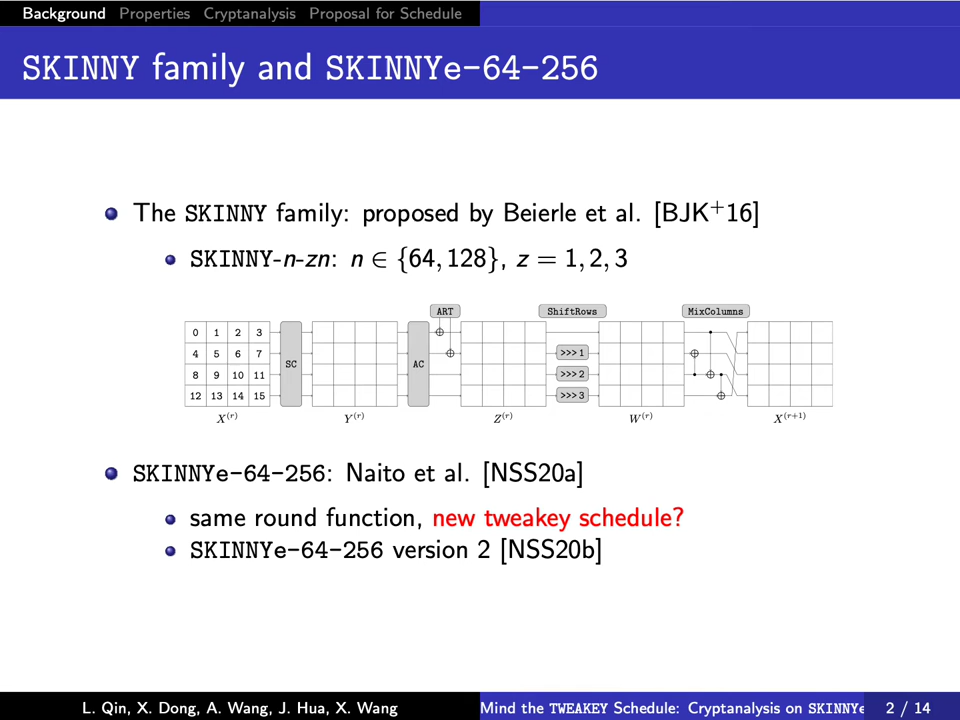 Background Properties Cryptanalysis Proposal for Schedule
SKINNY family and SKINNYe-64-256
The SKINNY family: proposed by Beierle et al. [BJK+16]
SKINNY-n-zn: n ∈ {64, 128}, z = 1, 2, 3
ART ShiftRows MixColumns
0 1 2 3
4 5 6 7
8 9 10 11
12 13 14 15
SC AC
>>> 1
>>> 2
>>> 3
X(r) Y(r) Z(r) W(r) X(r+1)
SKINNYe-64-256: Naito et al. [NSS20a]
same round function, new tweakey schedule?
SKINNYe-64-256 version 2 [NSS20b]
L. Qin, X. Dong, A. Wang, J. Hua, X. Wang Mind the TWEAKEY Schedule: Cryptanalysis on SKINNYe 2 / 14